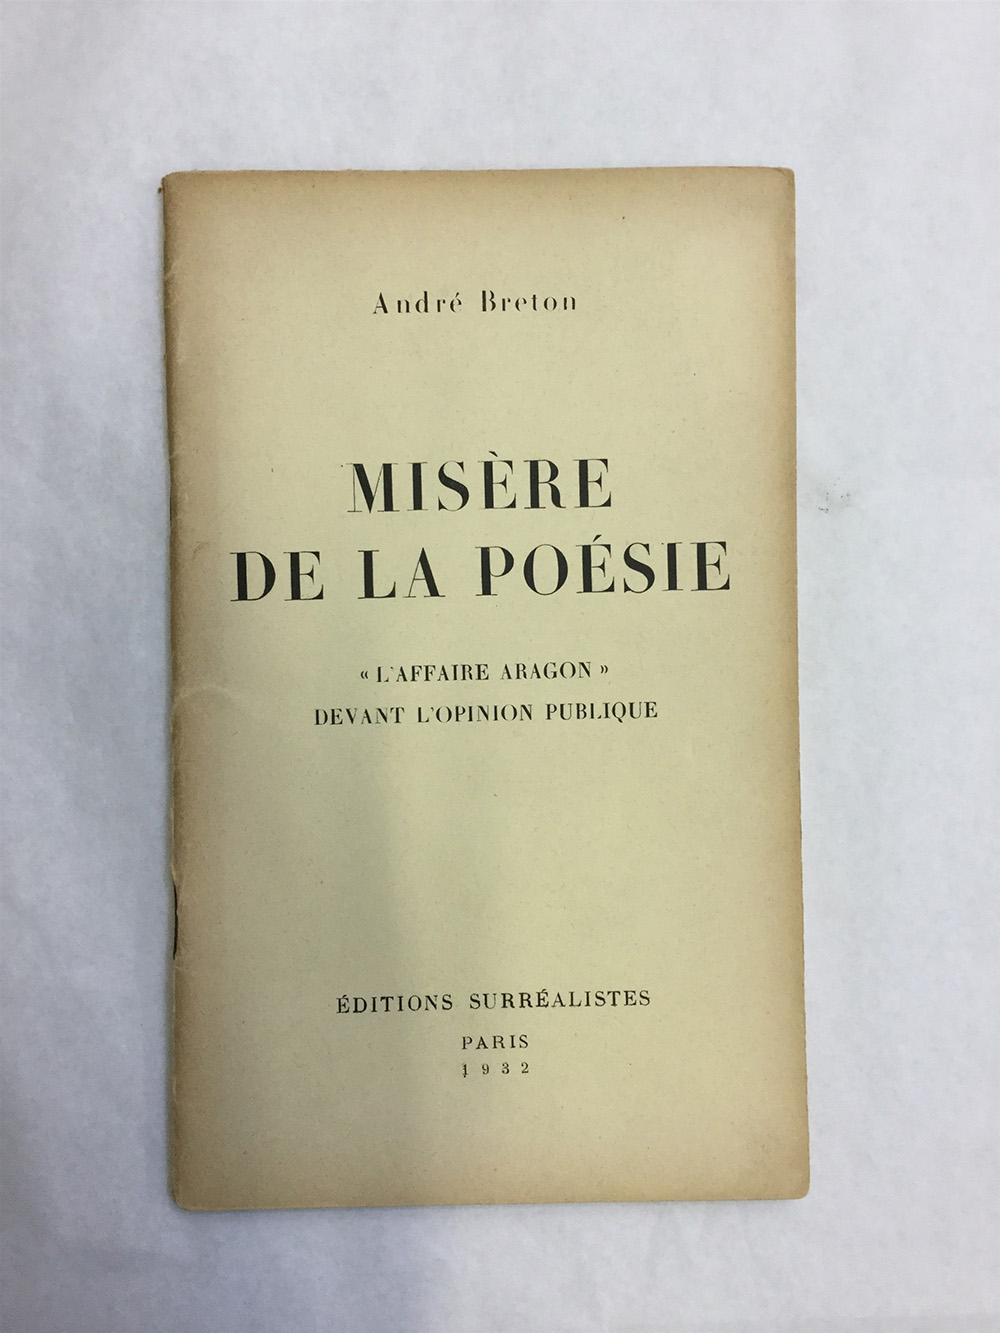 André Breton
MISÈRE
DE LA POÉSIE
« L'AFFAIRE ARAGON »
DEVANT L'OPINION PUBLIQUE
ÉDITIONS SURRÉALISTES
PARIS
1932